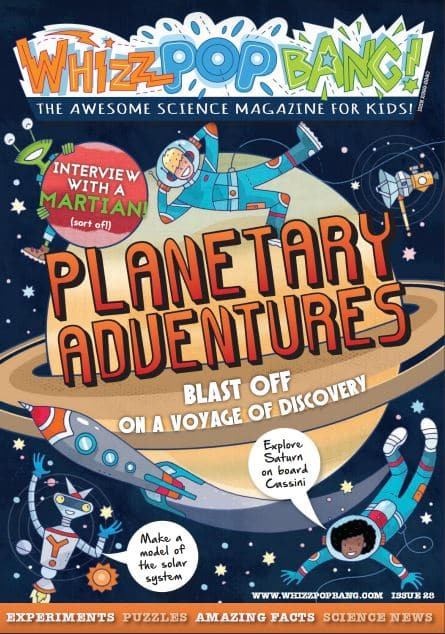 WHIZZ POP BANG!
THE AWESOME SCIENCE MAGAZINE FOR KIDS!
INTERVIEW
WITH A
MARTIAN!
(sort of!)
PLANETARY
ADVENTURES
BLAST OFF
ON A VOYAGE OF DISCOVERY
Explore
Saturn
on board
Cassini
Make a
model of
the solar
system
WWW.WHIZZPOPBANG.COM ISSUE 28
EXPERIMENTS PUZZLES AMAZING FACTS SCIENCE NEWS